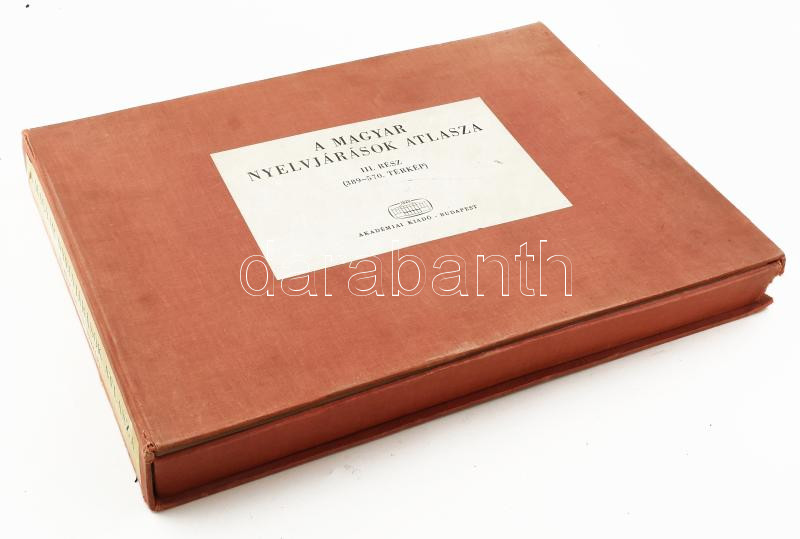 A MAGYAR
NYELVJÁRÁSOK ATLASZA
III. RÉSZ
(389–570. TÉRKÉP)
AKADÉMIAI KIADÓ · BUDAPEST
darabanth